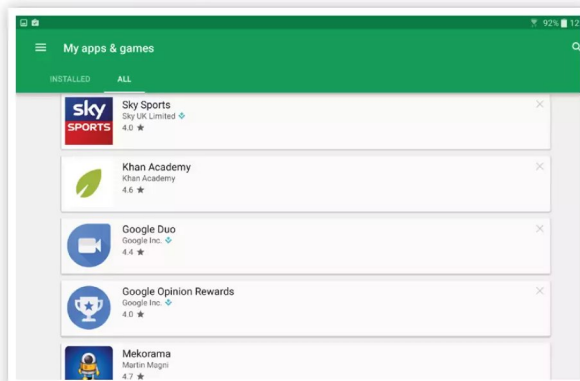 92% 12
My apps & games
INSTALLED ALL
sky
SPORTS
Sky Sports
Sky UK Limited
4.0 ★
Khan Academy
Khan Academy
4.6 ★
Google Duo
Google Inc.
4.4 ★
Google Opinion Rewards
Google Inc.
4.0 ★
Mekorama
Martin Magni
4.7 ★